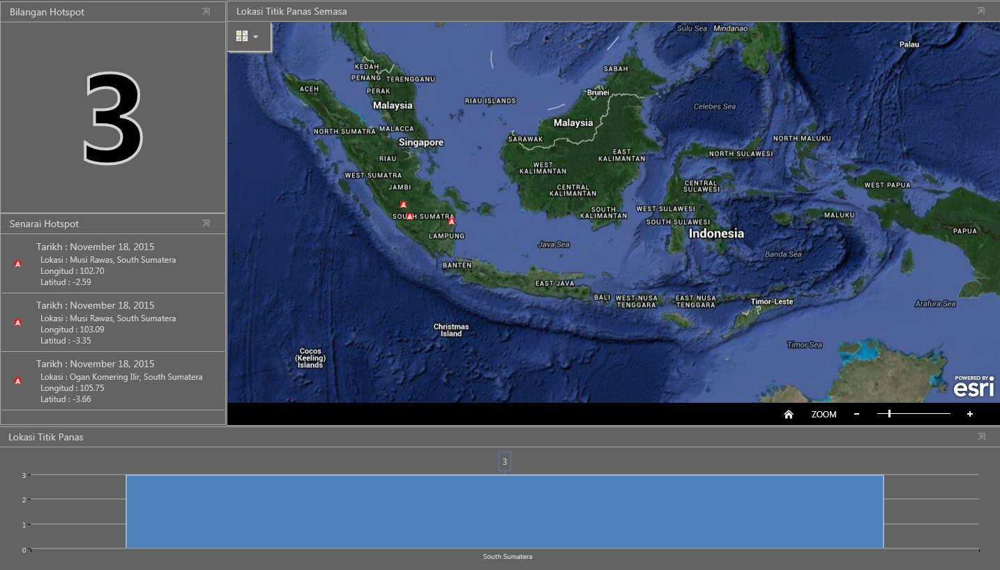 Bilangan Hotspot
3
Senarai Hotspot
Tarikh : November 18, 2015
Lokasi : Musi Rawas, South Sumatera
Longitud : 102.70
Latitud : -2.59
Tarikh : November 18, 2015
Lokasi : Musi Rawas, South Sumatera
Longitud : 103.09
Latitud : -3.35
Tarikh : November 18, 2015
Lokasi : Ogan Komering Ilir, South Sumatera
Longitud : 105.75
Latitud : -3.66
Lokasi Titik Panas Semasa
Sulu Sea
Mindanao
Palau
KEDAH
PENANG
TERENGGANU
SABAH
ACEH
PERAK
Brunei
Malaysia
RIAU ISLANDS
Celebes Sea
Malaysia
NORTH SUMATRA
MALACCA
SARAWAK
NORTH MALUKU
Singapore
NORTH SULAWESI
RIAU
WEST
KALIMANTAN
EAST
KALIMANTAN
WEST SUMATRA
JAMBI
CENTRAL
KALIMANTAN
CENTRAL
SULAWESI
WEST PAPUA
SOUTH SUMATRA
SOUTH
KALIMANTAN
WEST SULAWESI
SOUTH SULAWESI
MALUKU
LAMPUNG
Indonesia
PAPUA
Java Sea
Banda Sea
BANTEN
EAST JAVA
BALI
WEST NUSA
TENGGARA
EAST NUSA
TENGGARA
Timor-Leste
Arafura Sea
Christmas
Island
Timor Sea
Cocos
(Keeling)
Islands
POWERED BY
esri
ZOOM
Lokasi Titik Panas
3
3
2
1
0
South Sumatera